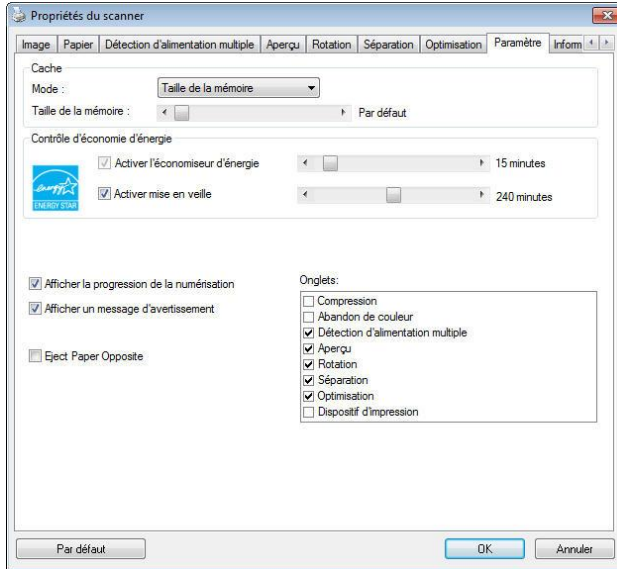 Propriétés du scanner
Image Papier Détection d'alimentation multiple Aperçu Rotation Séparation Optimisation Paramètre Inform
Cache
Mode : Taille de la mémoire
Taille de la mémoire : Par défaut
Contrôle d'économie d'énergie
Activer l'économiseur d'énergie 15 minutes
energy
ENERGY STAR
Activer mise en veille 240 minutes
Afficher la progression de la numérisation
Afficher un message d'avertissement
Eject Paper Opposite
Onglets:
Compression
Abandon de couleur
Détection d'alimentation multiple
Aperçu
Rotation
Séparation
Optimisation
Dispositif d'impression
Par défaut OK Annuler